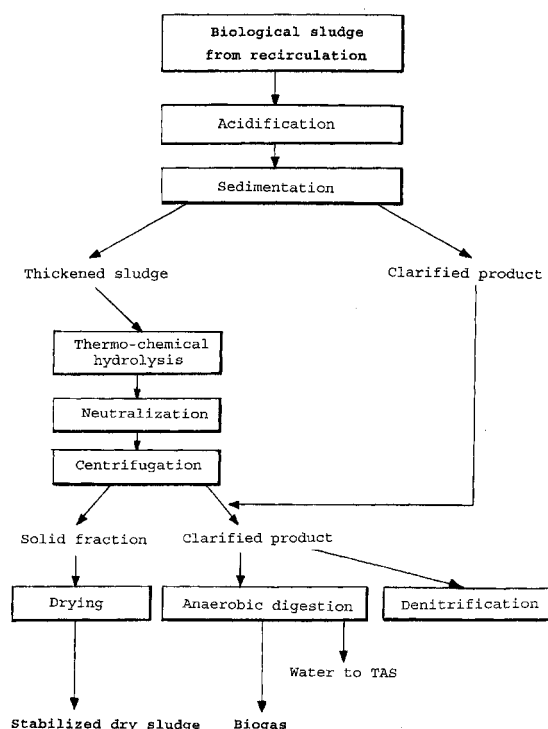 Biological sludge
from recirculation
Acidification
Sedimentation
Thickened sludge
Clarified product
Thermo-chemical
hydrolysis
Neutralization
Centrifugation
Solid fraction
Clarified product
Drying
Anaerobic digestion
Denitrification
Water to TAS
Stabilized dry sludge
Biogas